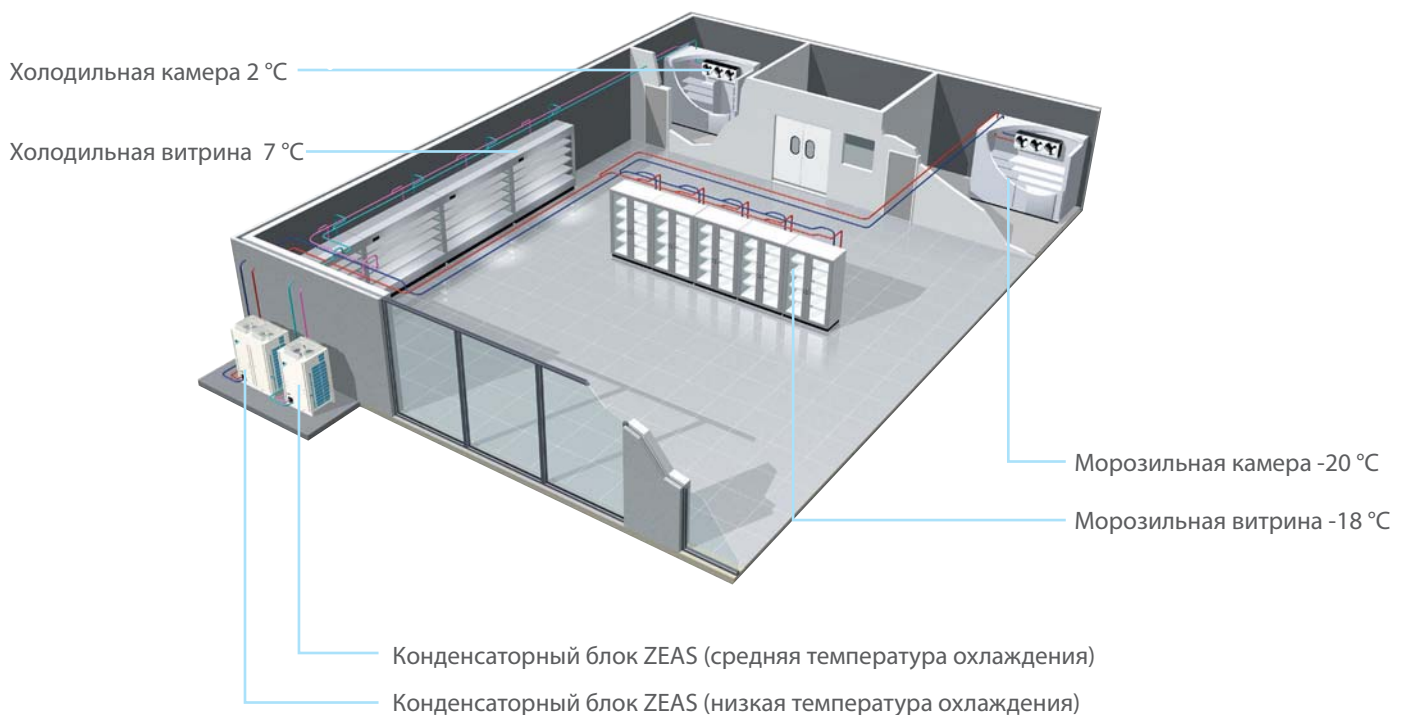 Холодильная камера 2 °C
Холодильная витрина 7 °C
Морозильная камера -20 °C
Морозильная витрина -18 °C
Конденсаторный блок ZEAS (средняя температура охлаждения)
Конденсаторный блок ZEAS (низкая температура охлаждения)